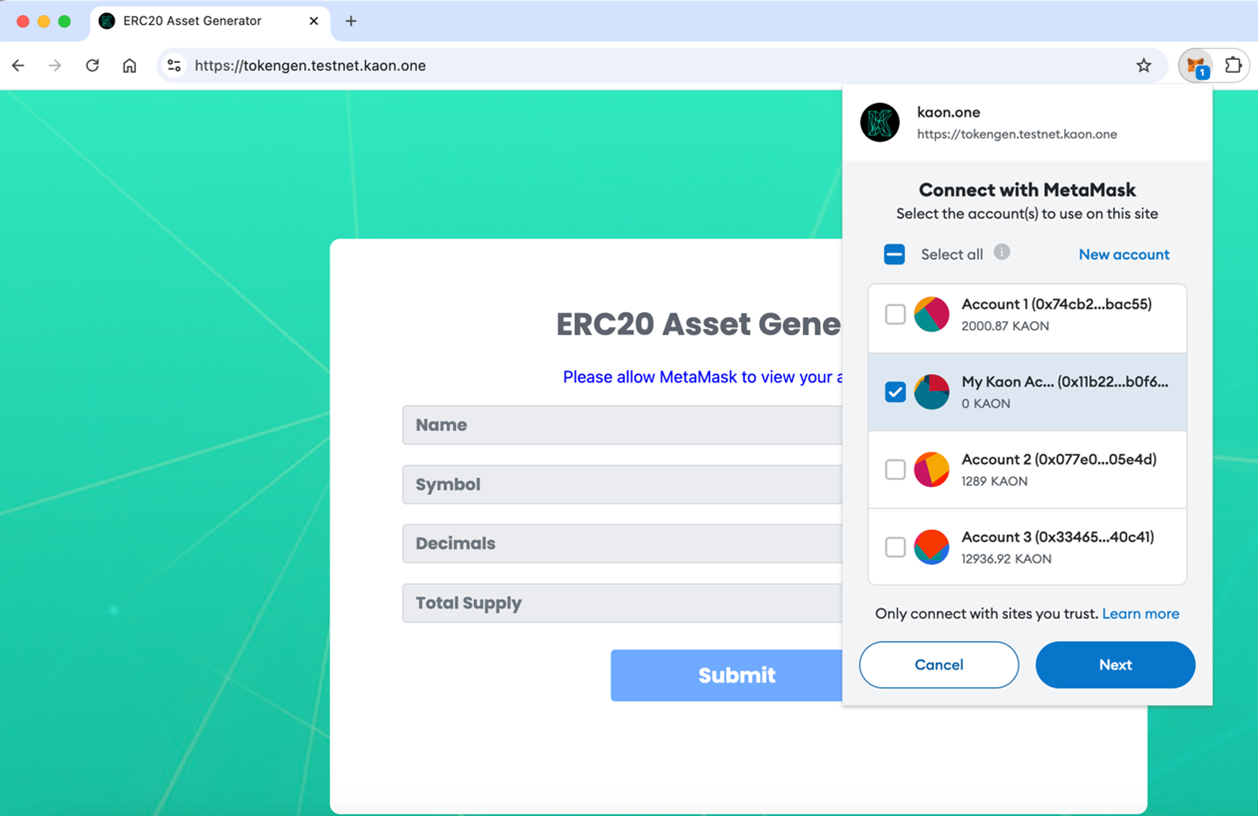 ERC20 Asset Generator
https://tokengen.testnet.kaon.one
1
kaon.one
https://tokengen.testnet.kaon.one
Connect with MetaMask
Select the account(s) to use on this site
Select all
New account
Account 1 (0x74cb2...bac55)
2000.87 KAON
My Kaon Ac... (0x11b22...b0f6...
0 KAON
Account 2 (0x077e0...05e4d)
1289 KAON
Account 3 (0x33465...40c41)
12936.92 KAON
Only connect with sites you trust. Learn more
Cancel
Next
ERC20 Asset Gene
Please allow MetaMask to view your a
Name
Symbol
Decimals
Total Supply
Submit